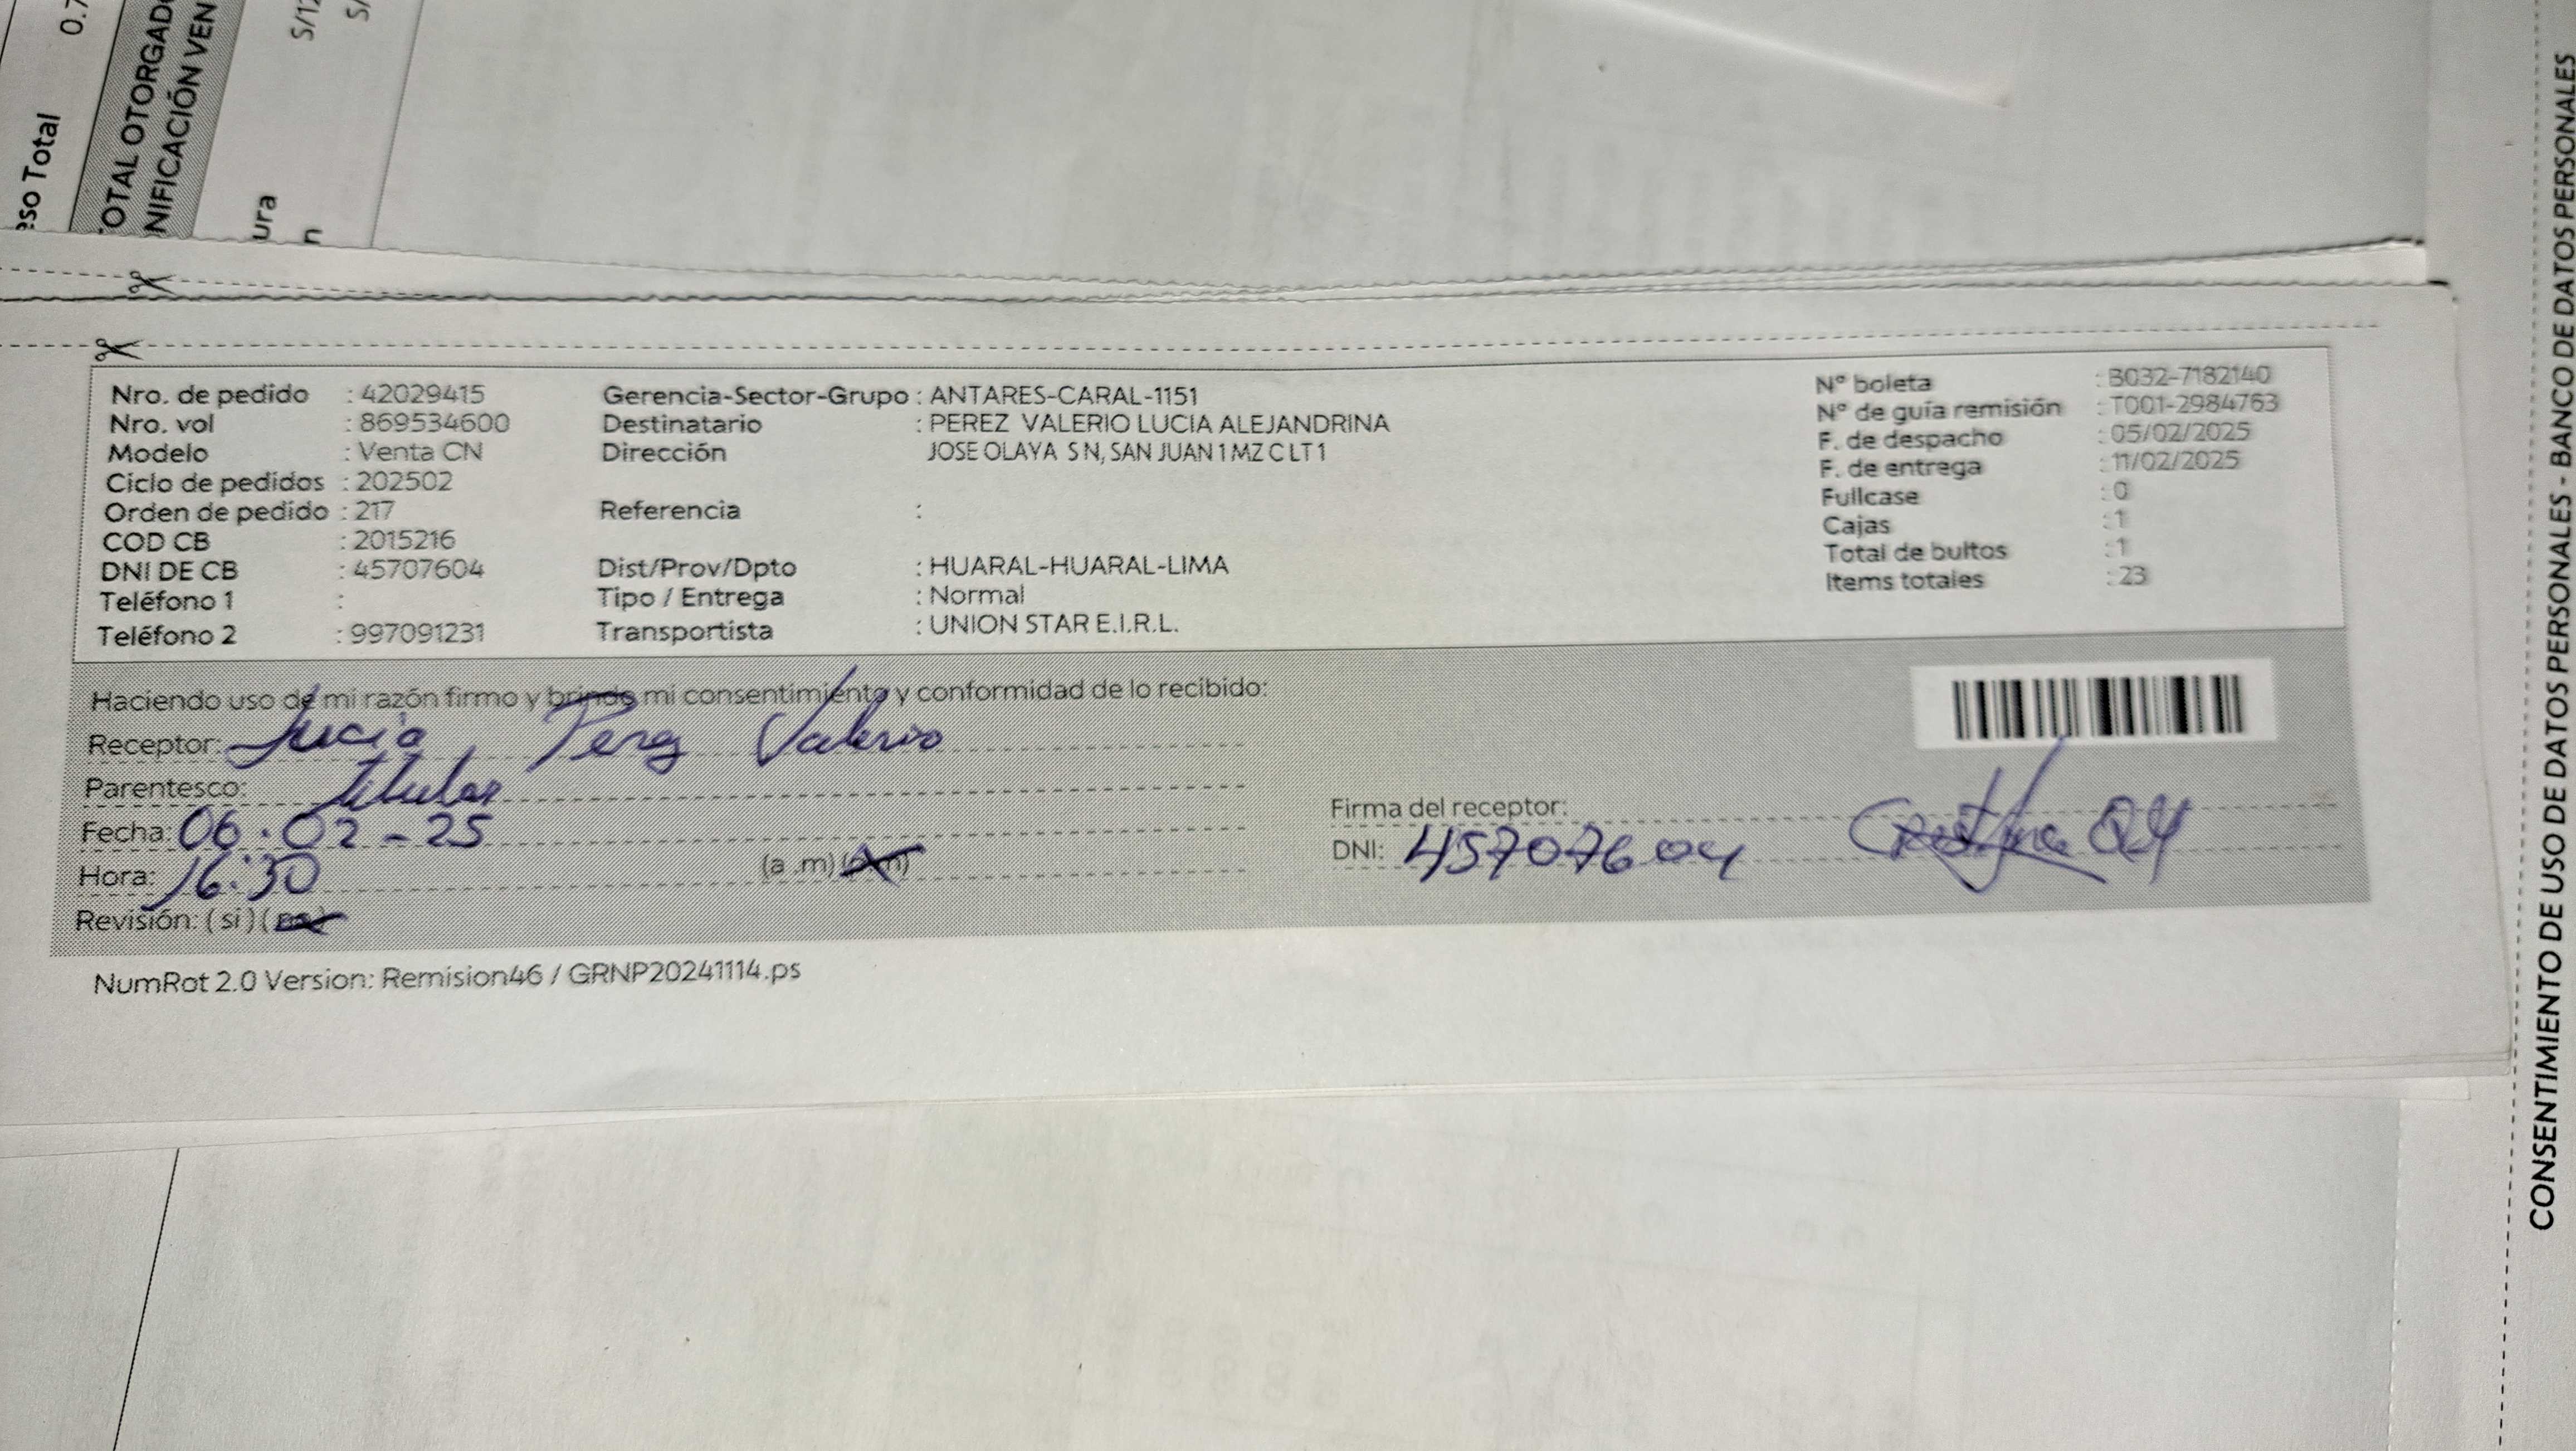 eso Total
0.7
OTAL OTORGADO
NIFICACIÓN VEN
S/12
S/
ura
n
Nro. de pedido : 42029415
Nro. vol : 869534600
Modelo : Venta CN
Ciclo de pedidos : 202502
Orden de pedido : 217
COD CB : 2015216
DNI DE CB : 45707604
Teléfono 1 :
Teléfono 2 : 997091231
Gerencia-Sector-Grupo : ANTARES-CARAL-1151
Destinatario : PEREZ VALERIO LUCIA ALEJANDRINA
Dirección JOSE OLAYA S N, SAN JUAN 1 MZ C LT 1
Referencia :
Dist/Prov/Dpto : HUARAL-HUARAL-LIMA
Tipo / Entrega : Normal
Transportista : UNION STAR E.I.R.L.
Nº boleta : B032-7182140
Nº de guía remisión : T001-2984763
F. de despacho : 05/02/2025
F. de entrega : 11/02/2025
Fullcase : 0
Cajas : 1
Total de bultos : 1
Items totales : 23
Haciendo uso de mi razón firmo y brindo mi consentimiento y conformidad de lo recibido:
Receptor: Lucia Perez Valerio
Parentesco: titular
Fecha: 06.02-25
Hora: 16:30 (a .m) (p.m)
Revisión: (si) (no)
Firma del receptor:
DNI: 45707604
NumRot 2.0 Version: Remision46 / GRNP20241114.ps
CONSENTIMIENTO DE USO DE DATOS PERSONALES - BANCO DE DATOS PERSONALES